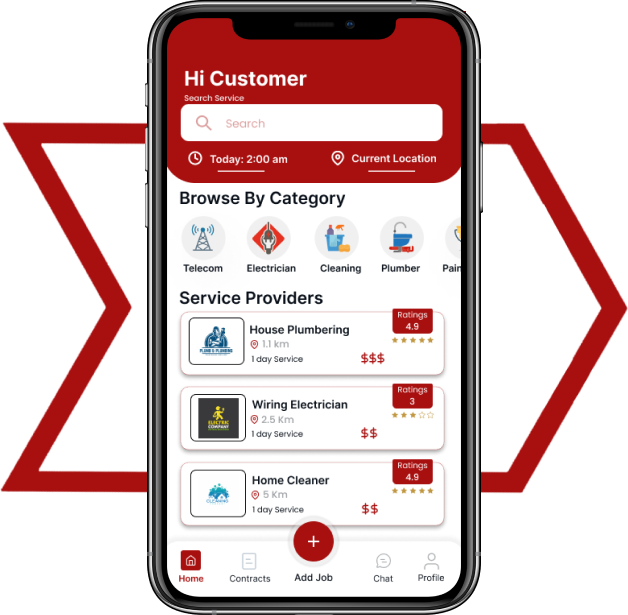 Hi Customer
Search Service
Search
Today: 2:00 am
Current Location
Browse By Category
Telecom
Electrician
Cleaning
Plumber
Pain
Service Providers
House Plumbering
1.1 km
1 day Service
$$$
Ratings
4.9
Wiring Electrician
2.5 Km
1 day Service
$$
Ratings
3
ELECTRIC
COMPANY
Home Cleaner
5 Km
1 day Service
$$
Ratings
4.9
CLEANING
Home
Contracts
+
Add Job
Chat
Profile